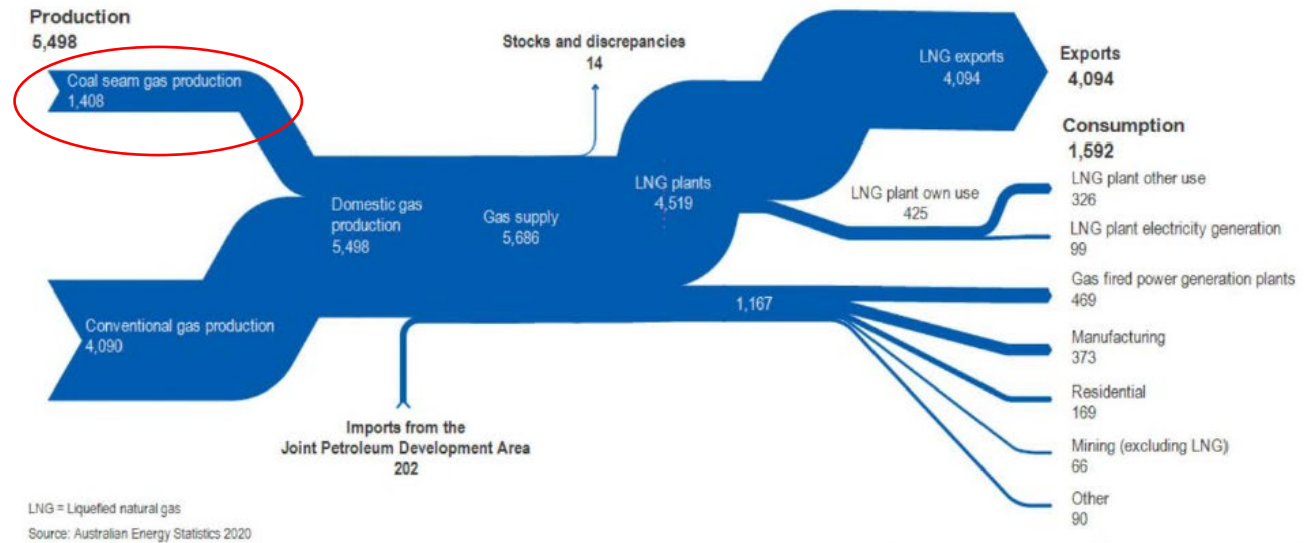 Production
5,498
Coal seam gas production
1,408
Conventional gas production
4,090
Domestic gas
production
5,498
Imports from the
Joint Petroleum Development Area
202
Gas supply
5,686
Stocks and discrepancies
14
LNG plants
4,519
LNG exports
4,094
Exports
4,094
Consumption
1,592
LNG plant own use
425
LNG plant other use
326
LNG plant electricity generation
99
1,167
Gas fired power generation plants
469
Manufacturing
373
Residential
169
Mining (excluding LNG)
66
Other
90
LNG = Liquefied natural gas
Source: Australian Energy Statistics 2020